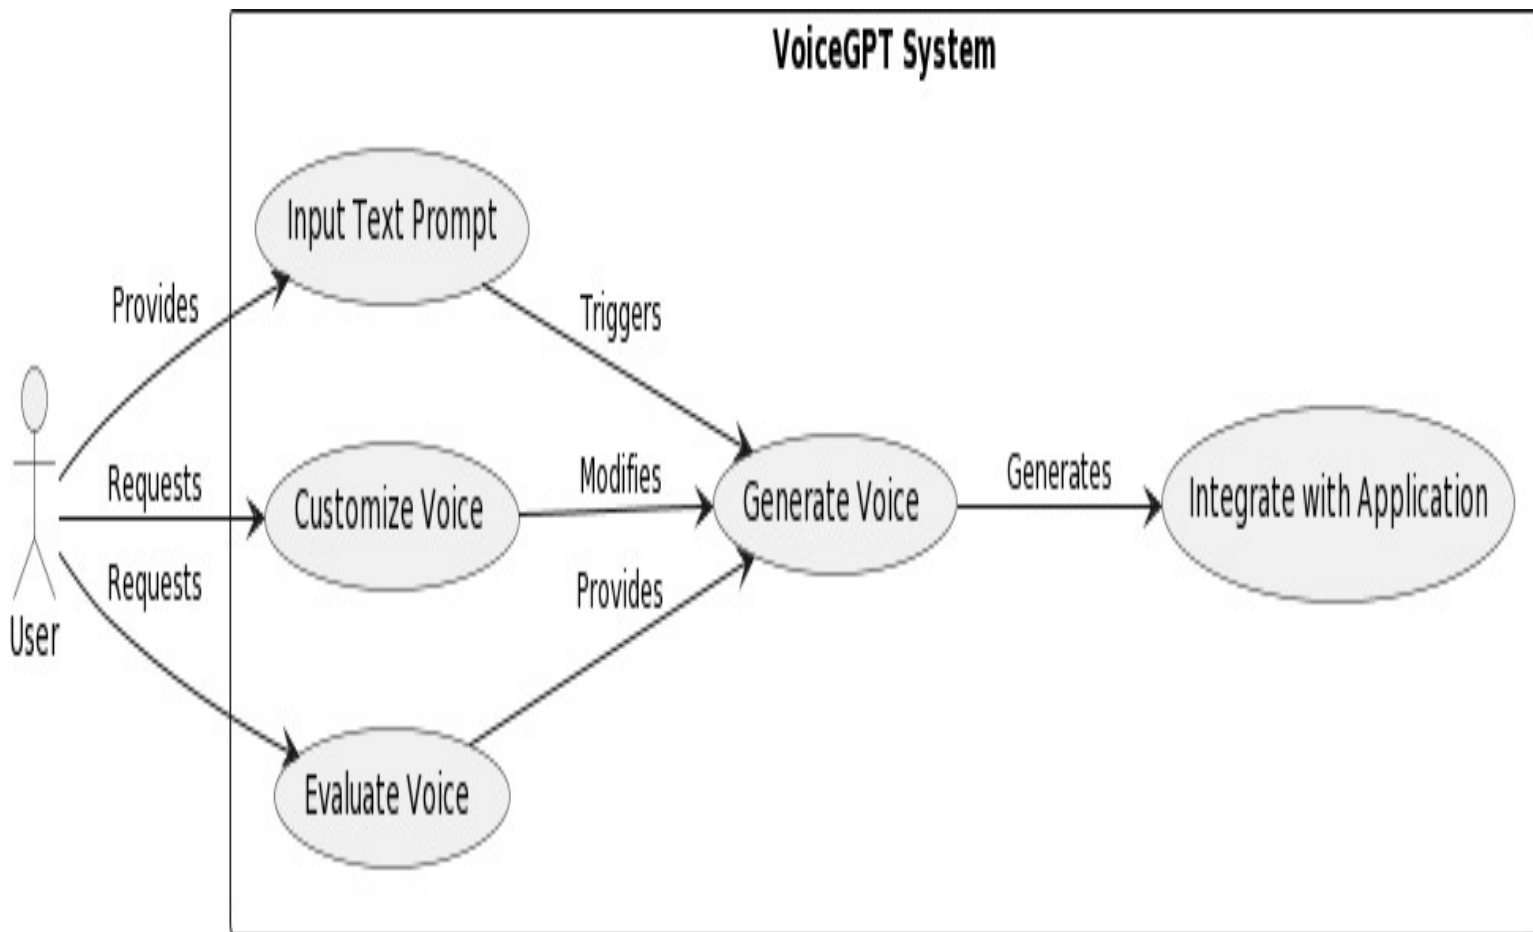 VoiceGPT System
Input Text Prompt
Provides
Triggers
Requests
Customize Voice
Modifies
Generate Voice
Generates
Integrate with Application
Requests
Provides
User
Evaluate Voice